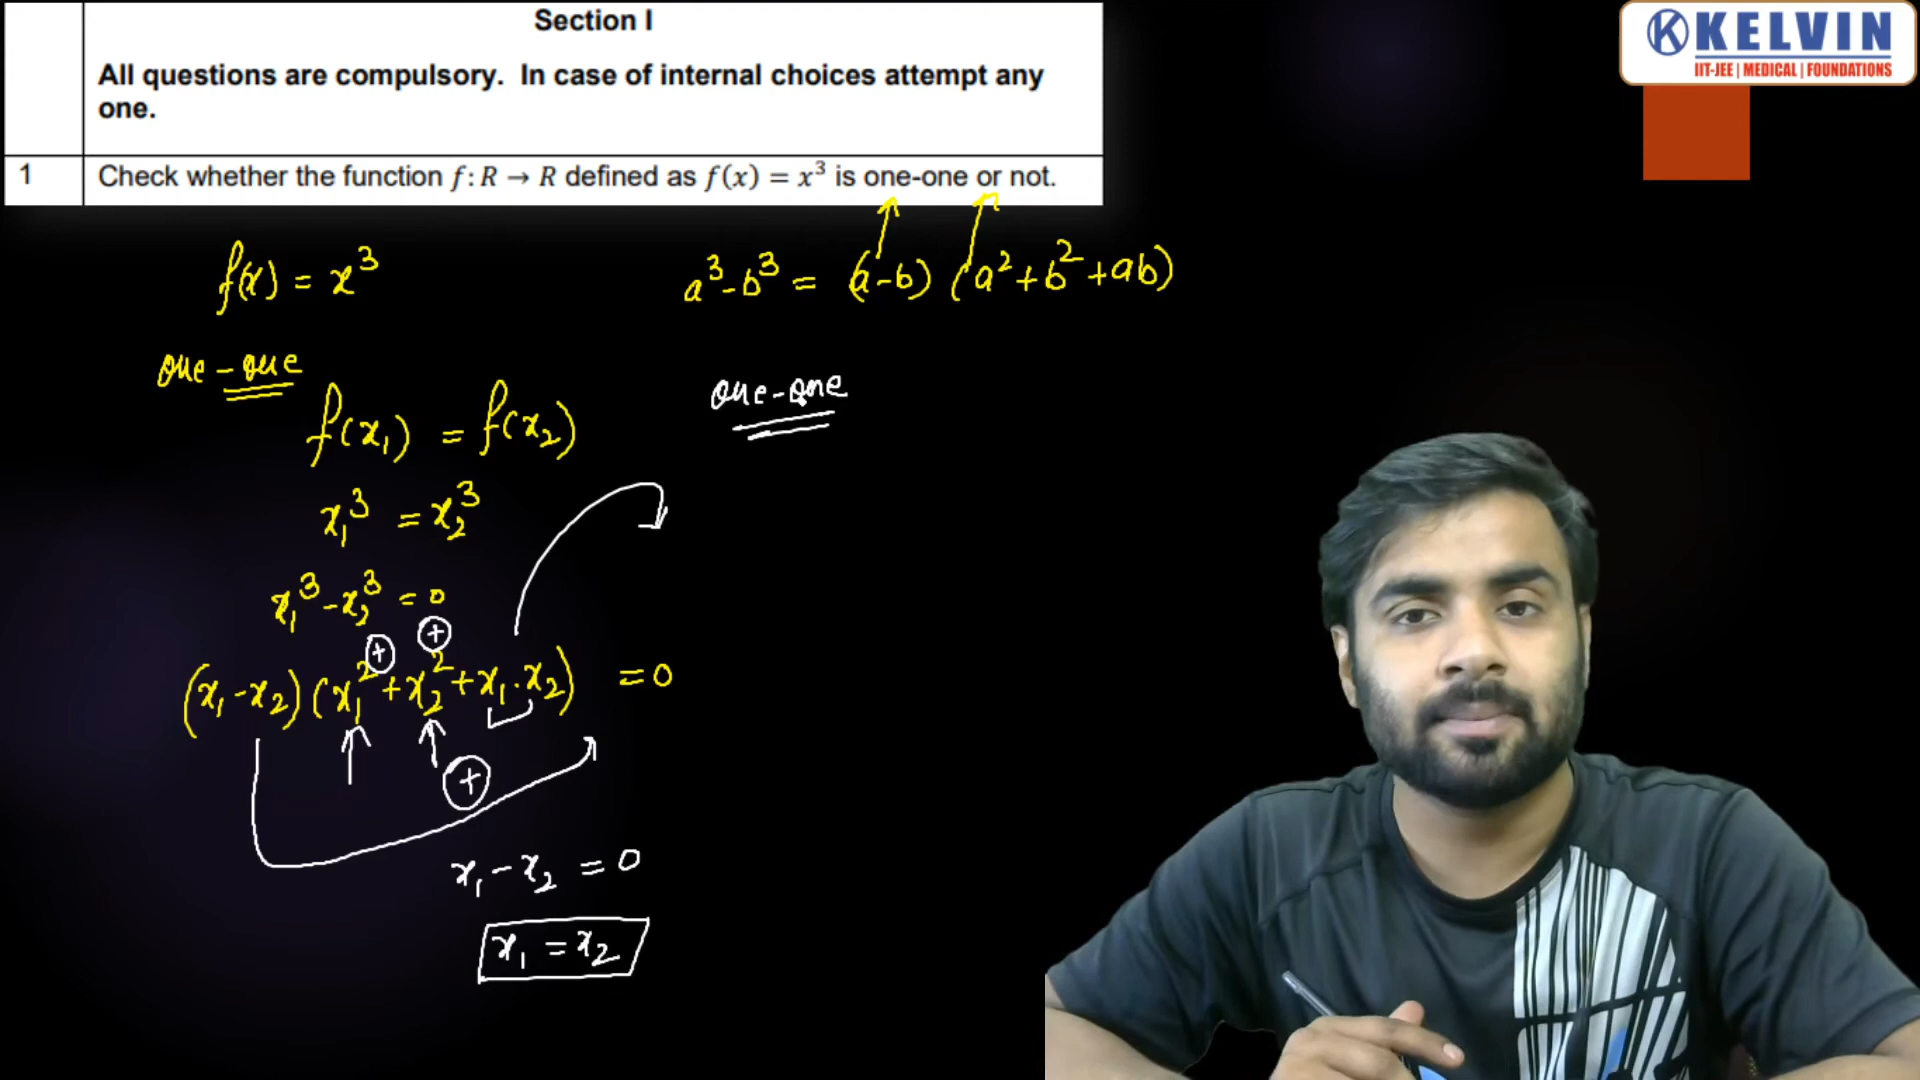 Section I
All questions are compulsory. In case of internal choices attempt any
one.
1 Check whether the function f: R → R defined as f(x) = x³ is one-one or not.
KELVIN
IIT-JEE | MEDICAL | FOUNDATIONS
f(x) = x³
a³-b³ = (a-b) (a²+b²+ab)
one-one
one-one
f(x₁) = f(x₂)
x₁³ = x₂³
x₁³-x₂³ = 0
+ +
(x₁-x₂)(x₁²+x₂²+x₁.x₂) = 0
+
x₁-x₂ = 0
x₁ = x₂